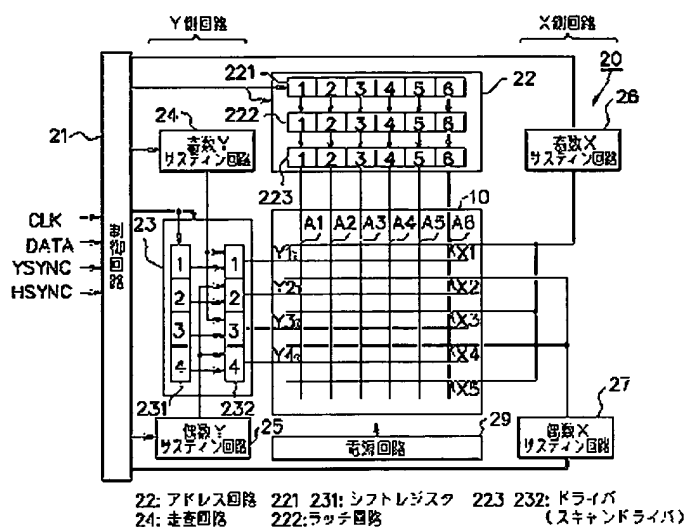 Y側回路
X側回路
20
221
22
1 2 3 4 5 6
24
222
1 2 3 4 5 6
26
21
奇数Y
サスティン回路
奇数X
サスティン回路
223
1 2 3 4 5 6
10
CLK
DATA
YSYNC
HSYNC
制御回路
23
A1 A2 A3 A4 A5 A6
1 1
Y1 X1
2 2
Y2 X2
3 3
Y3 X3
4 4
Y4 X4
X5
231 232
27
偶数Y
サスティン回路
25
29
電源回路
偶数X
サスティン回路
22: アドレス回路 221 231: シフトレジスタ 223 232: ドライバ
24: 走査回路 222: ラッチ回路 (スキャンドライバ)